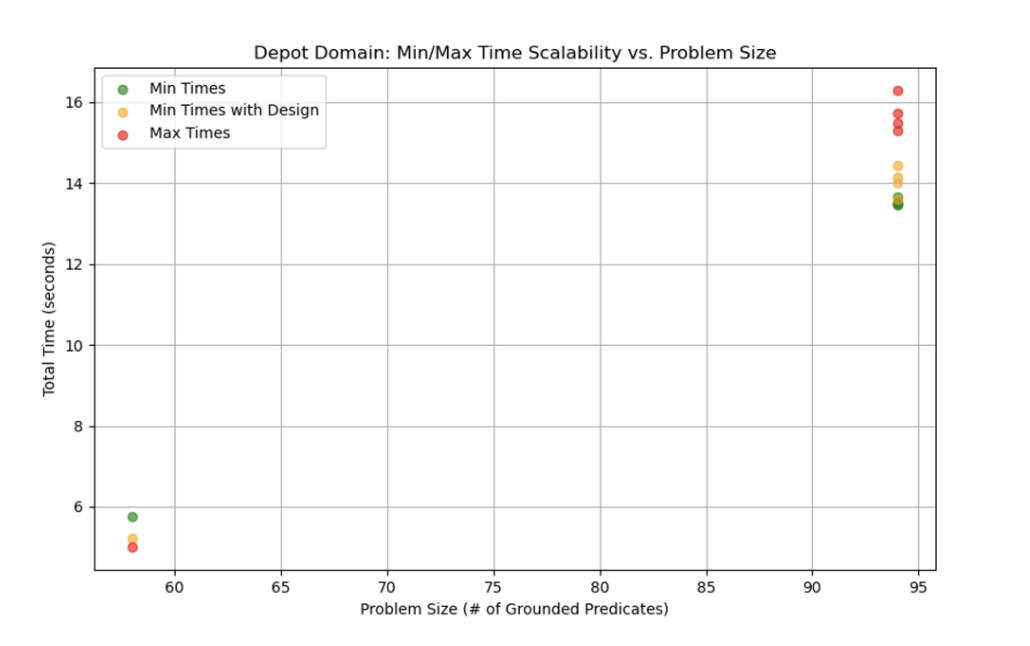 Depot Domain: Min/Max Time Scalability vs. Problem Size
Min Times
Min Times with Design
Max Times
Total Time (seconds)
16
14
12
10
8
6
60 65 70 75 80 85 90 95
Problem Size (# of Grounded Predicates)